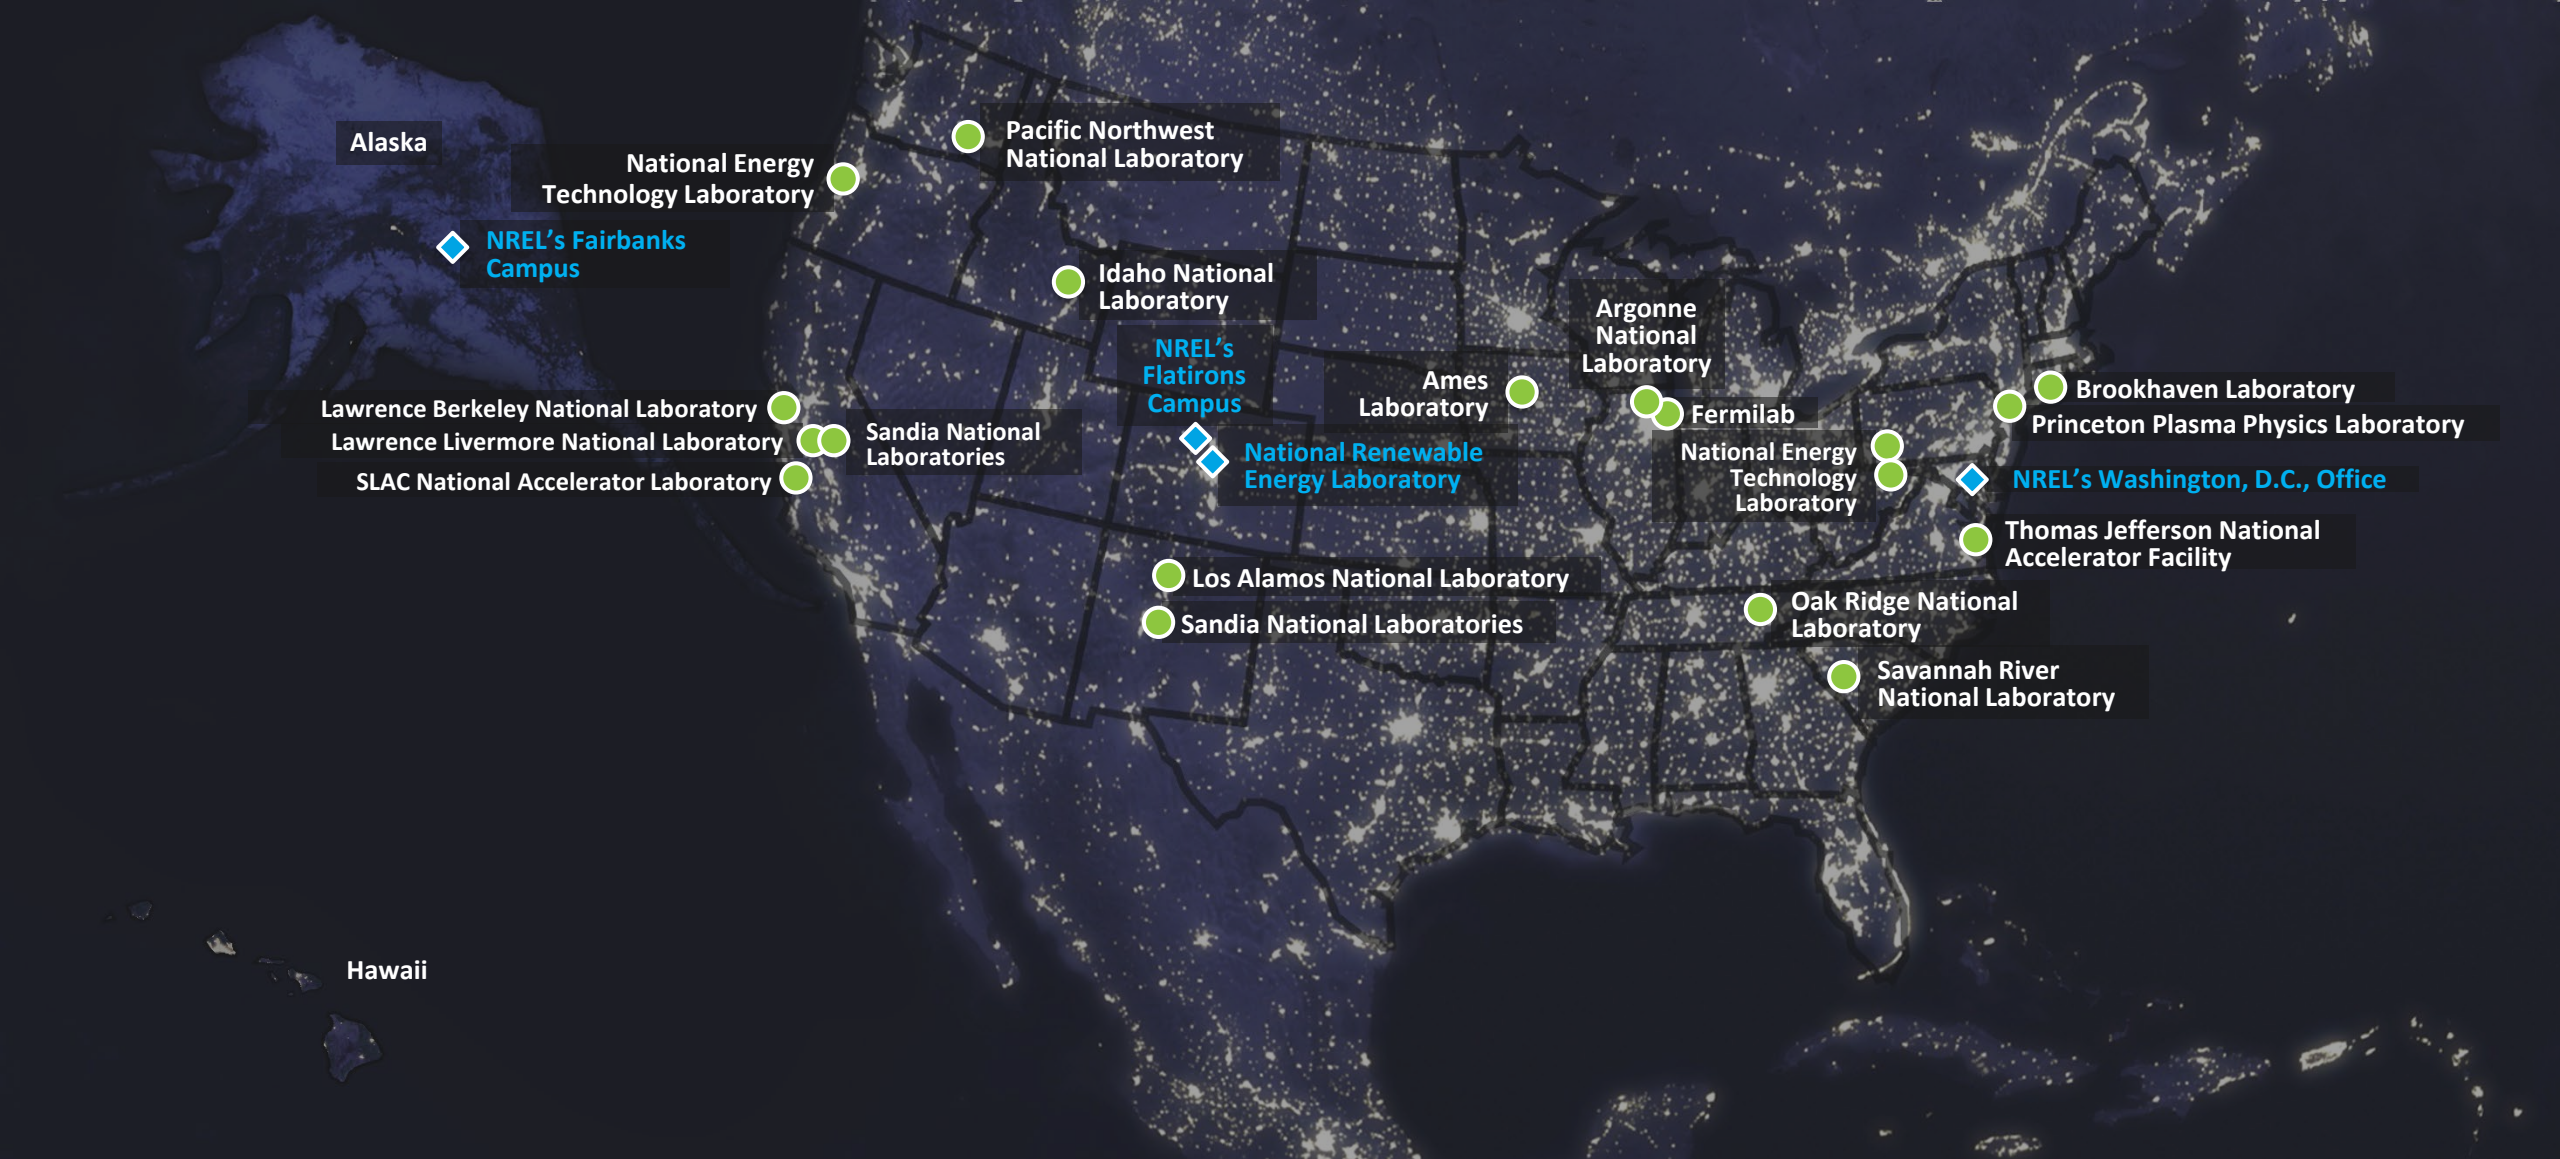 Alaska
Pacific Northwest
National Laboratory
National Energy
Technology Laboratory
NREL’s Fairbanks
Campus
Idaho National
Laboratory
Argonne
National
Laboratory
NREL’s
Flatirons
Campus
Ames
Laboratory
Brookhaven Laboratory
Lawrence Berkeley National Laboratory
Fermilab
Princeton Plasma Physics Laboratory
Lawrence Livermore National Laboratory
Sandia National
Laboratories
National Renewable
Energy Laboratory
National Energy
Technology
Laboratory
SLAC National Accelerator Laboratory
NREL’s Washington, D.C., Office
Thomas Jefferson National
Accelerator Facility
Los Alamos National Laboratory
Oak Ridge National
Laboratory
Sandia National Laboratories
Savannah River
National Laboratory
Hawaii